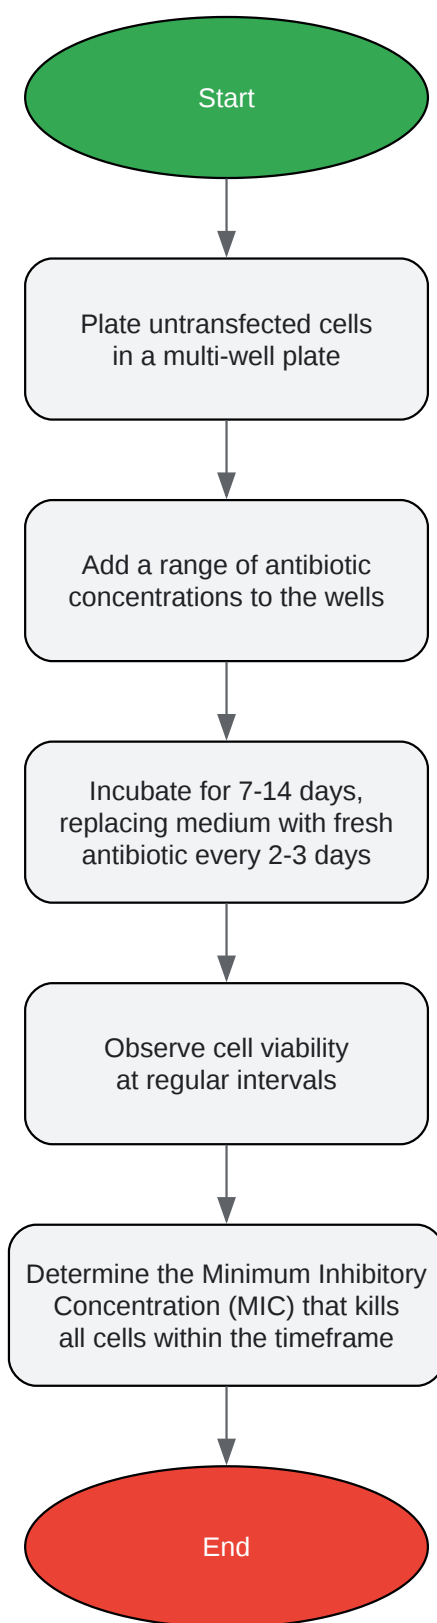 Start
Plate untransfected cells
in a multi-well plate
Add a range of antibiotic
concentrations to the wells
Incubate for 7-14 days,
replacing medium with fresh
antibiotic every 2-3 days
Observe cell viability
at regular intervals
Determine the Minimum Inhibitory
Concentration (MIC) that kills
all cells within the timeframe
End